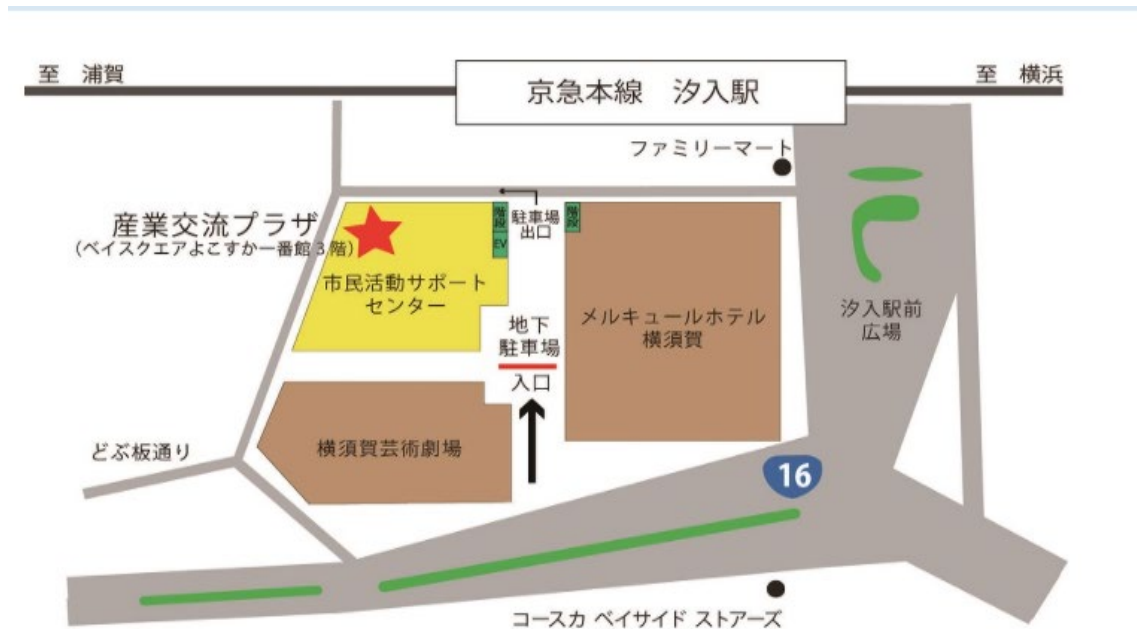 至 浦賀
京急本線 汐入駅
至 横浜
ファミリーマート
産業交流プラザ
(ベイスクエアよこすか一番館3階)
階段
EV
駐車場
出口
階段
市民活動サポート
センター
メルキュールホテル
横須賀
汐入駅前
広場
地下
駐車場
入口
どぶ板通り
横須賀芸術劇場
16
コースカ ベイサイド ストアーズ